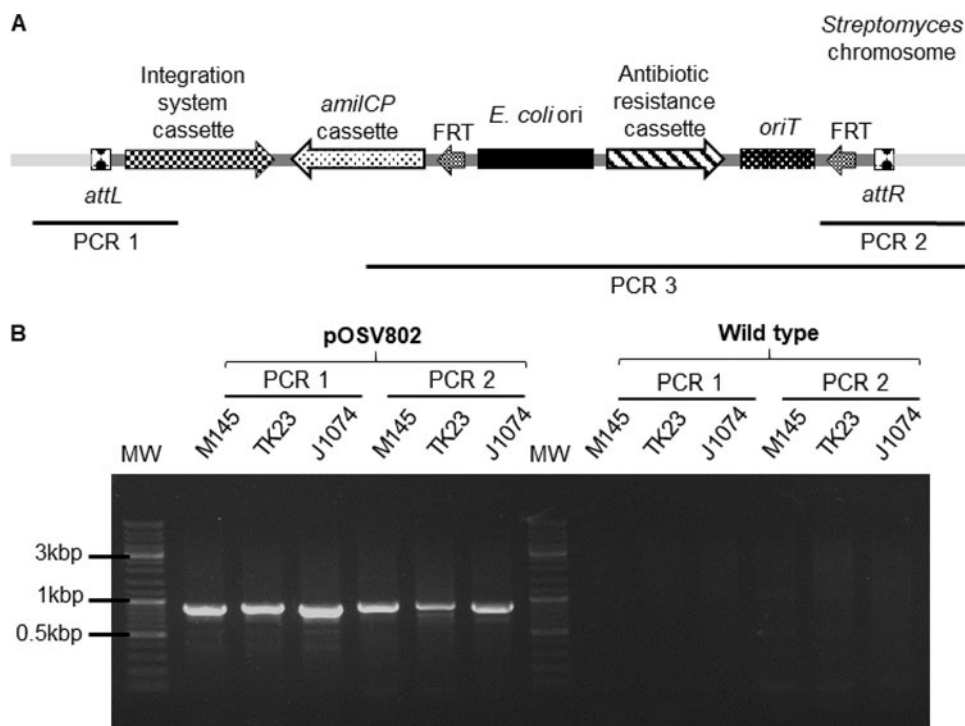 A
Streptomyces
chromosome
Integration
system
cassette
amilCP
cassette
FRT
E. coli ori
Antibiotic
resistance
cassette
oriT
FRT
attL
attR
PCR 1
PCR 2
PCR 3
B
pOSV802
Wild type
PCR 1
PCR 2
PCR 1
PCR 2
MW
M145
TK23
J1074
M145
TK23
J1074
MW
M145
TK23
J1074
M145
TK23
J1074
3kbp
1kbp
0.5kbp